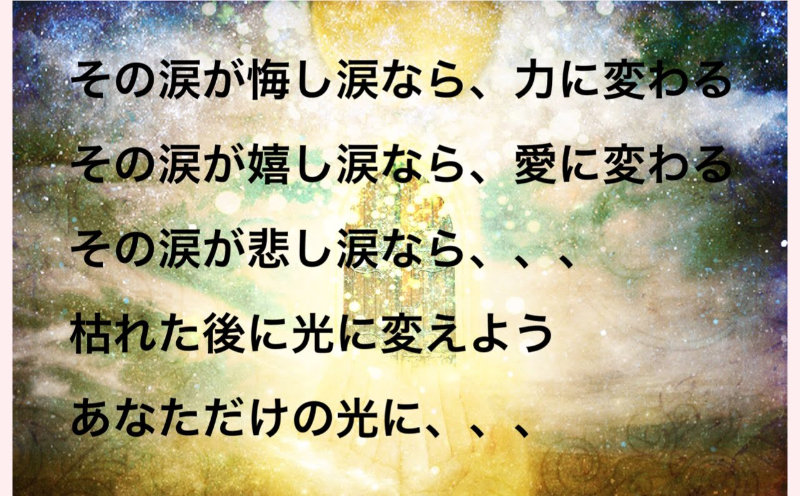 その涙が悔し涙なら、力に変わる
その涙が嬉し涙なら、愛に変わる
その涙が悲し涙なら、、、
枯れた後に光に変えよう
あなただけの光に、、、